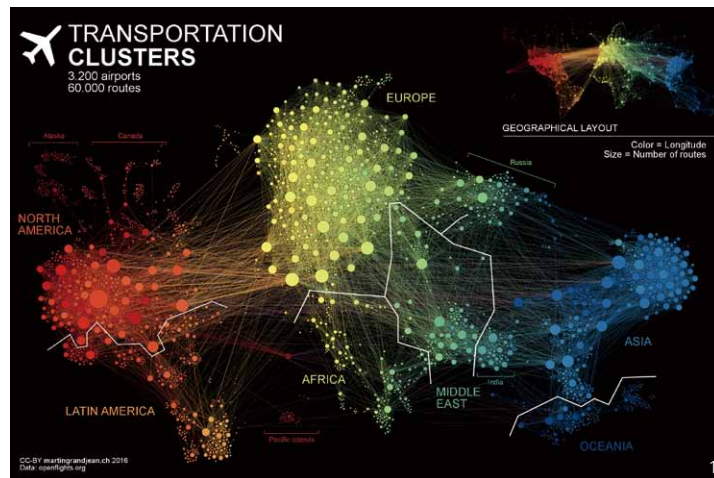 TRANSPORTATION
CLUSTERS
3.200 airports
60.000 routes
EUROPE
GEOGRAPHICAL LAYOUT
Color = Longitude
Size = Number of routes
Alaska
Canada
Russia
NORTH
AMERICA
ASIA
AFRICA
India
MIDDLE
EAST
LATIN AMERICA
Pacific Islands
OCEANIA
CC-BY martingrandjean.ch 2016
Data: openflights.org
1